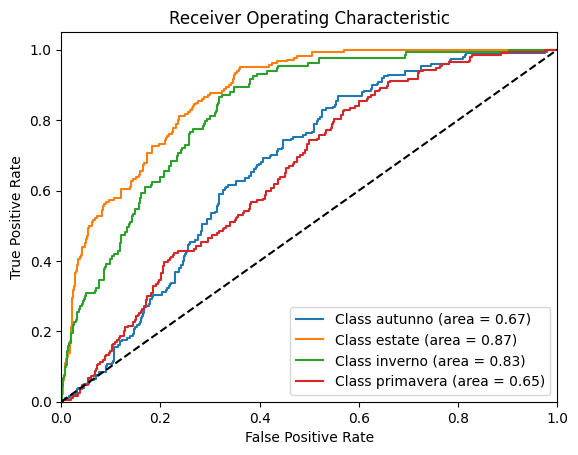 Receiver Operating Characteristic
True Positive Rate
1.0
0.8
0.6
0.4
0.2
0.0
Class autunno (area = 0.67)
Class estate (area = 0.87)
Class inverno (area = 0.83)
Class primavera (area = 0.65)
0.0 0.2 0.4 0.6 0.8 1.0
False Positive Rate